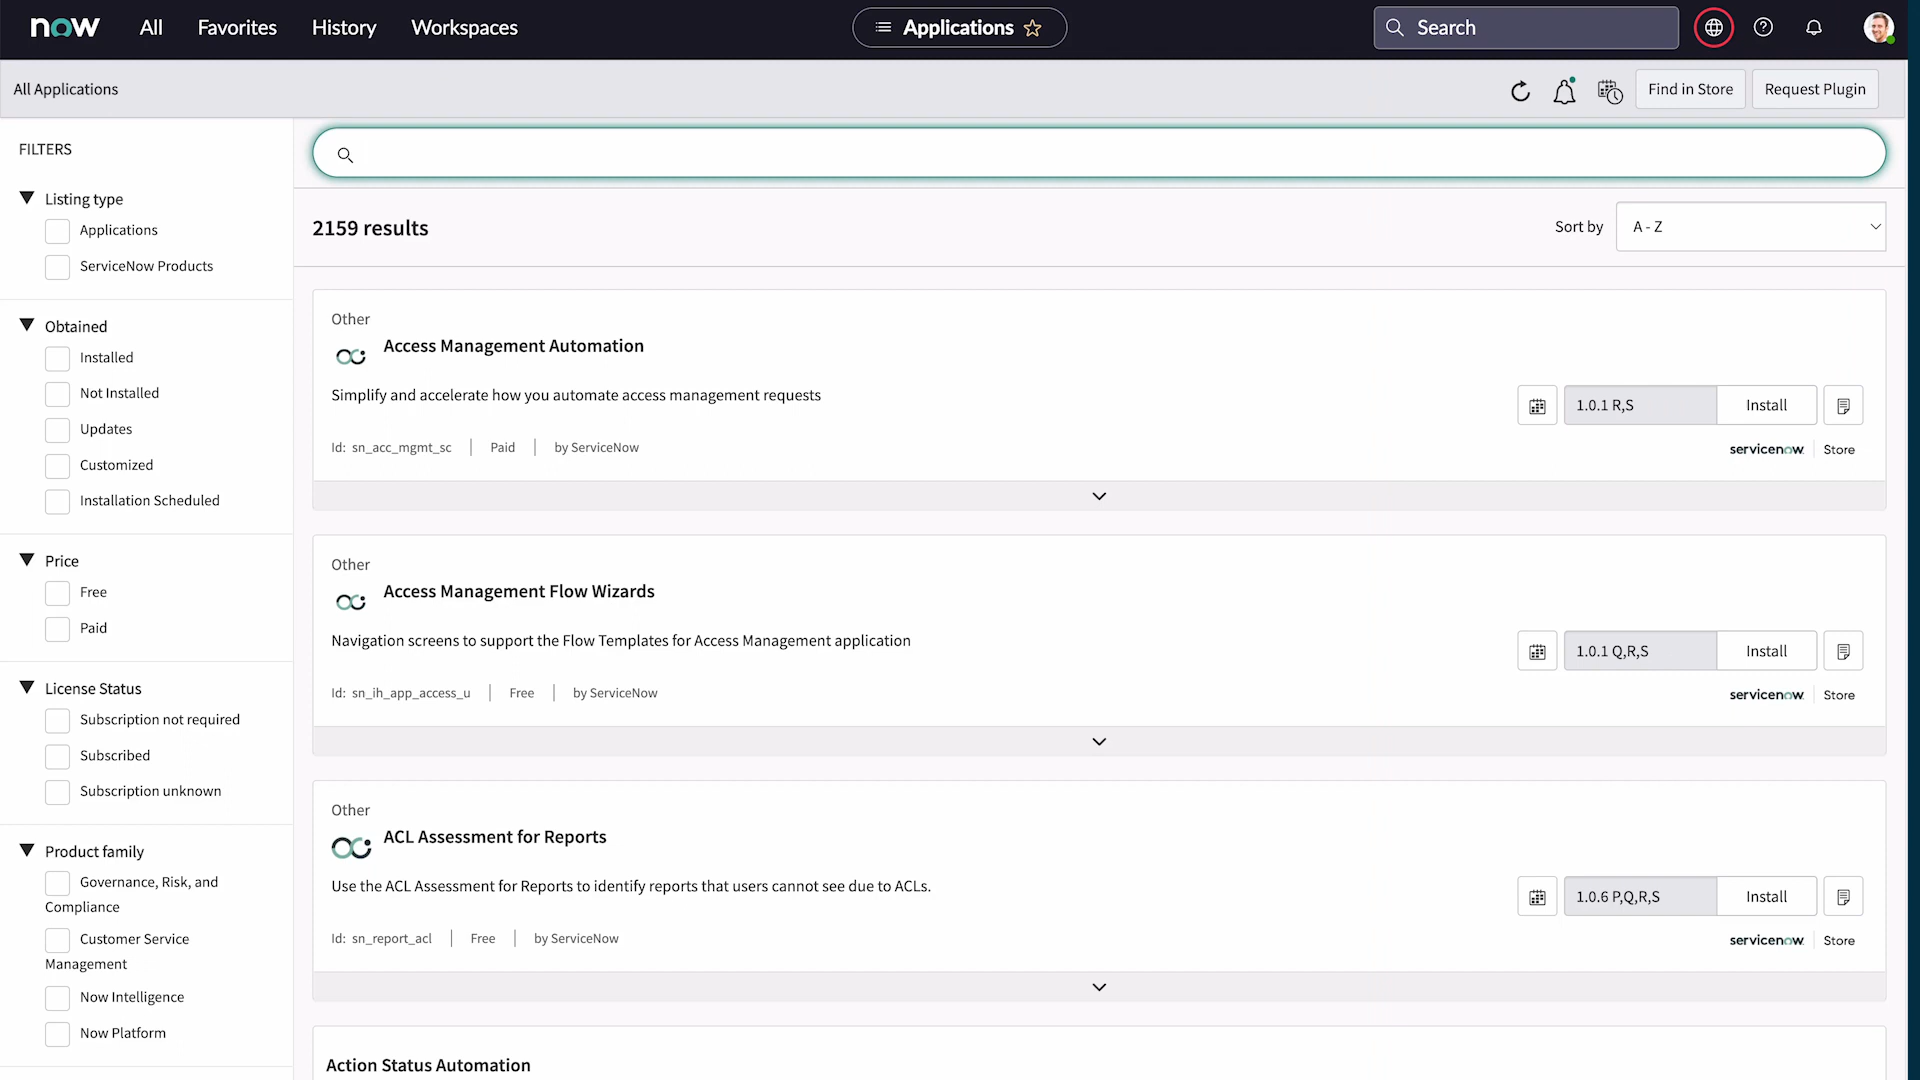 now
All
Favorites
History
Workspaces
Applications
Search
All Applications
Find in Store
Request Plugin
FILTERS
Listing type
Applications
ServiceNow Products
Obtained
Installed
Not Installed
Updates
Customized
Installation Scheduled
Price
Free
Paid
License Status
Subscription not required
Subscribed
Subscription unknown
Product family
Governance, Risk, and
Compliance
Customer Service
Management
Now Intelligence
Now Platform
2159 results
Sort by
A - Z
Other
Access Management Automation
Simplify and accelerate how you automate access management requests
Id: sn_acc_mgmt_sc
Paid
by ServiceNow
1.0.1 R,S
Install
servicenow
Store
Other
Access Management Flow Wizards
Navigation screens to support the Flow Templates for Access Management application
Id: sn_ih_app_access_u
Free
by ServiceNow
1.0.1 Q,R,S
Install
servicenow
Store
Other
ACL Assessment for Reports
Use the ACL Assessment for Reports to identify reports that users cannot see due to ACLs.
Id: sn_report_acl
Free
by ServiceNow
1.0.6 P,Q,R,S
Install
servicenow
Store
Action Status Automation